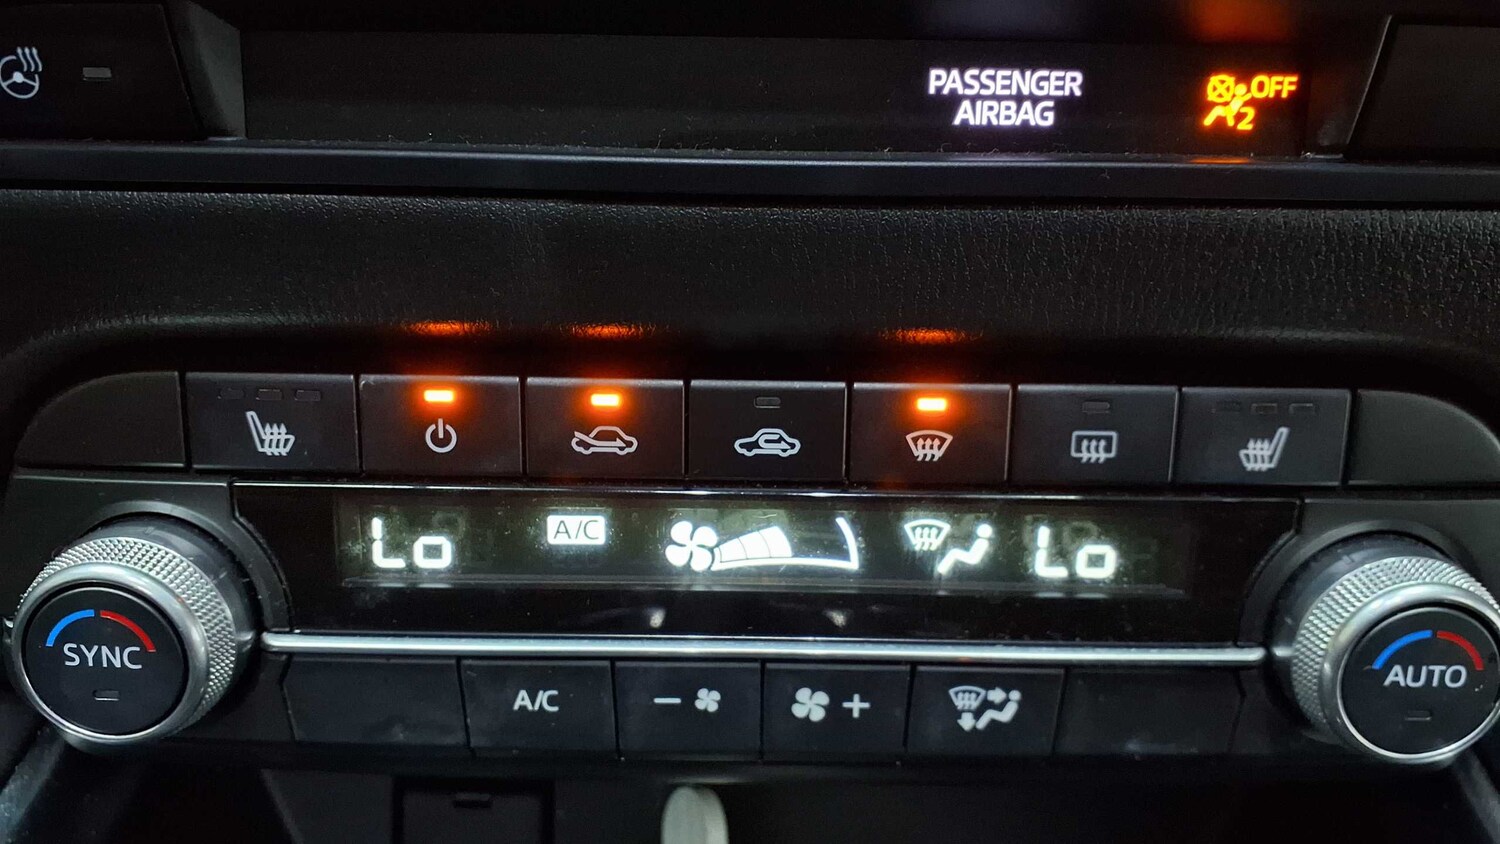 PASSENGER
AIRBAG
OFF
2
Lo
A/C
Lo
SYNC
A/C
AUTO